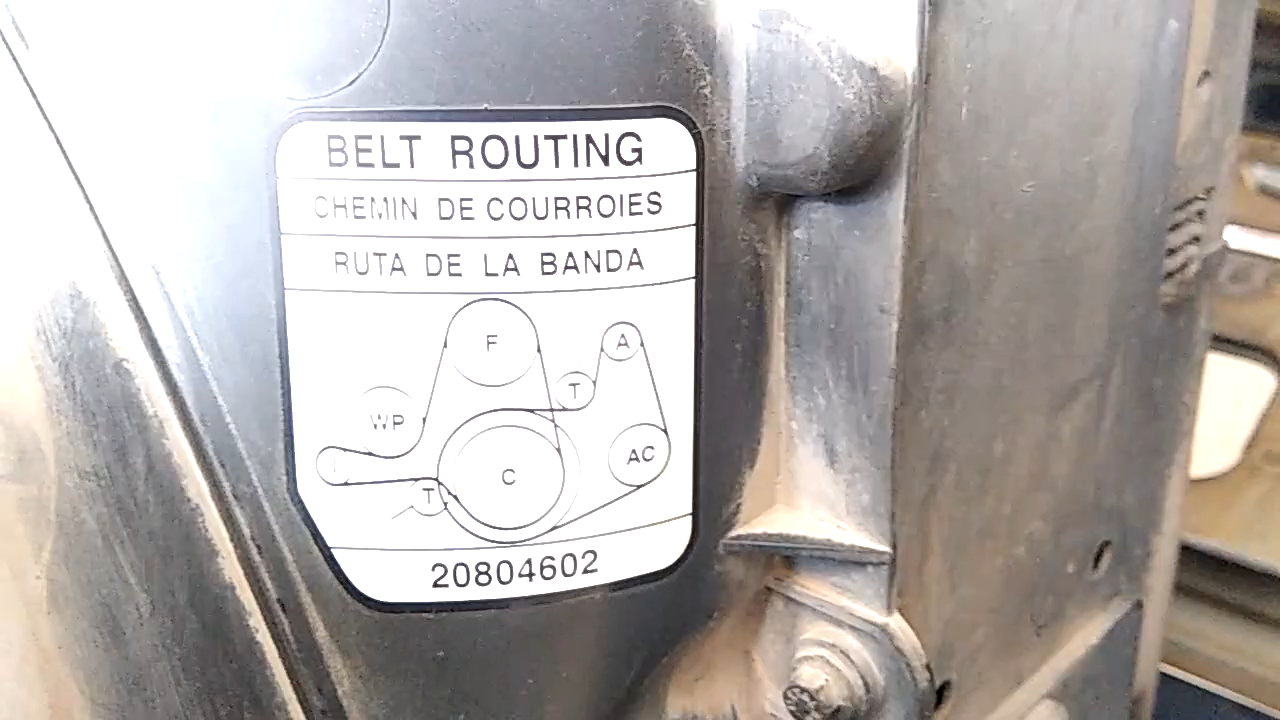 BELT ROUTING
CHEMIN DE COURROIES
RUTA DE LA BANDA
F
A
T
WP
AC
C
T
20804602